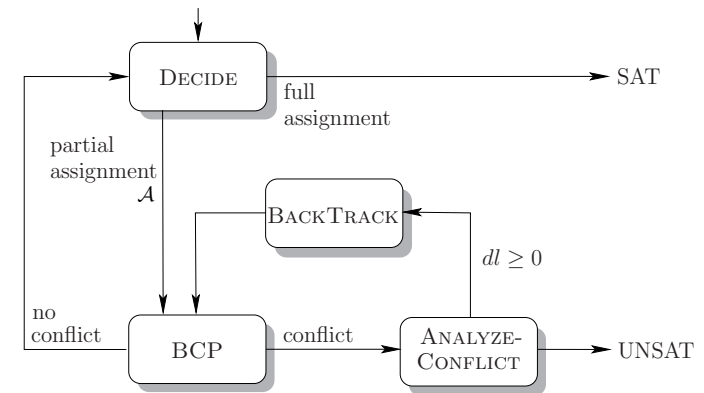 DECIDE
SAT
full
assignment
partial
assignment
𝒜
BACKTRACK
dl ≥ 0
no
conflict
BCP
conflict
ANALYZE-
CONFLICT
UNSAT